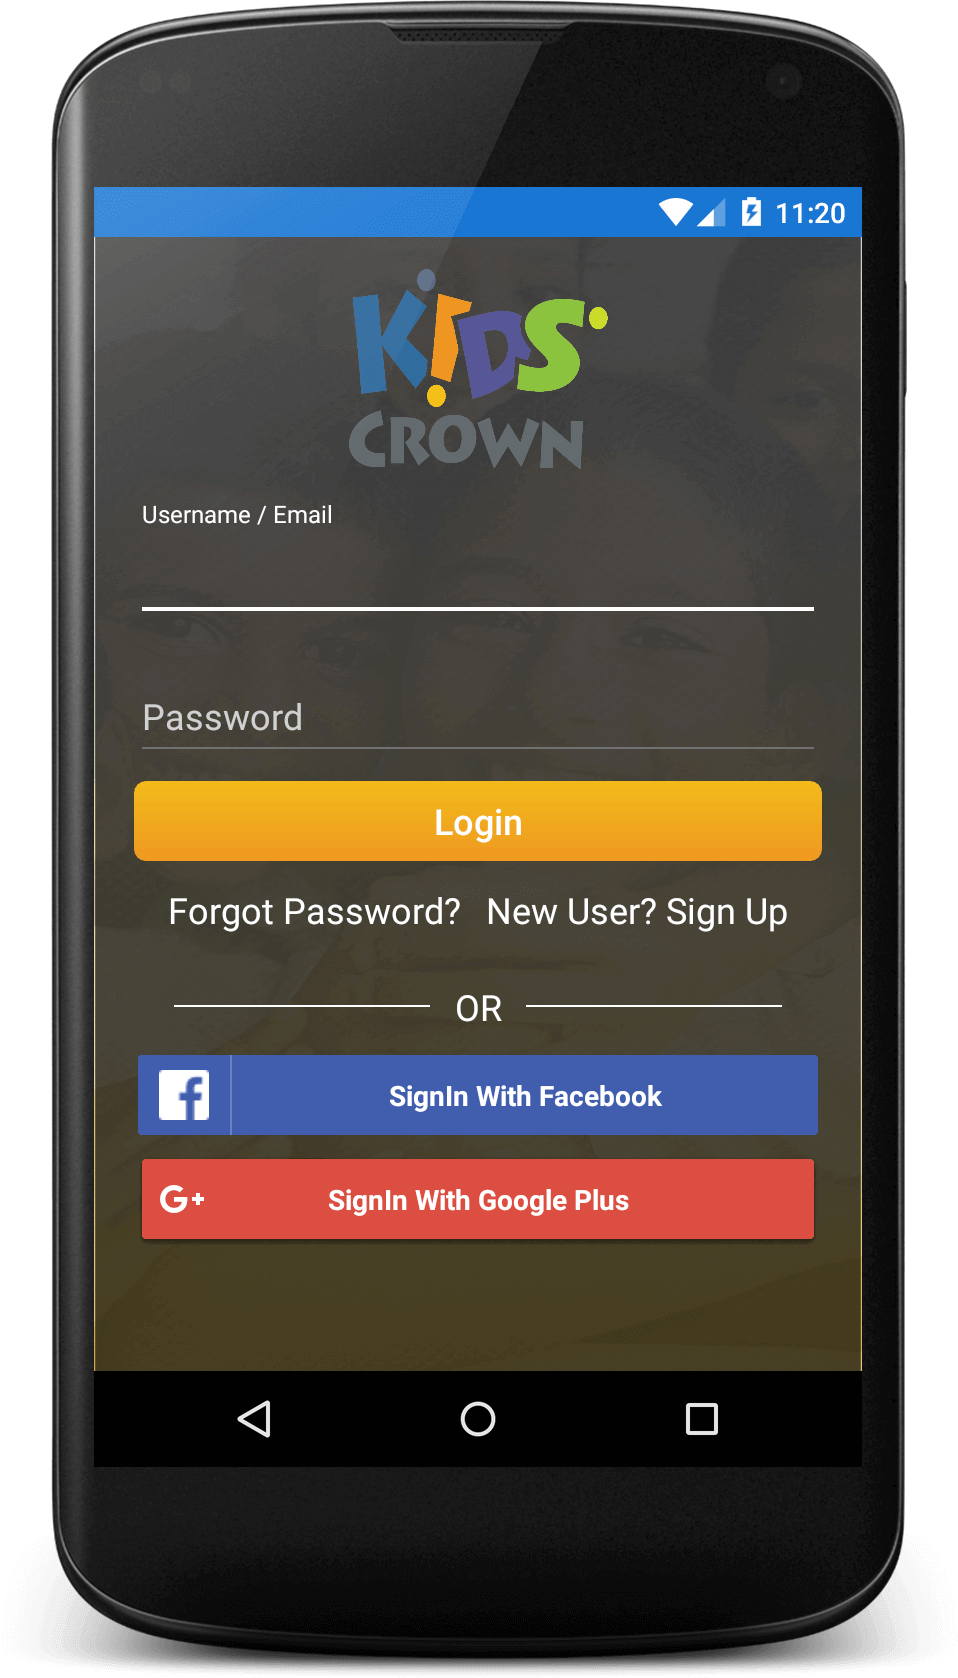 11:20
KIDS
CROWN
Username / Email
Password
Login
Forgot Password? New User? Sign Up
OR
f SignIn With Facebook
G+ SignIn With Google Plus